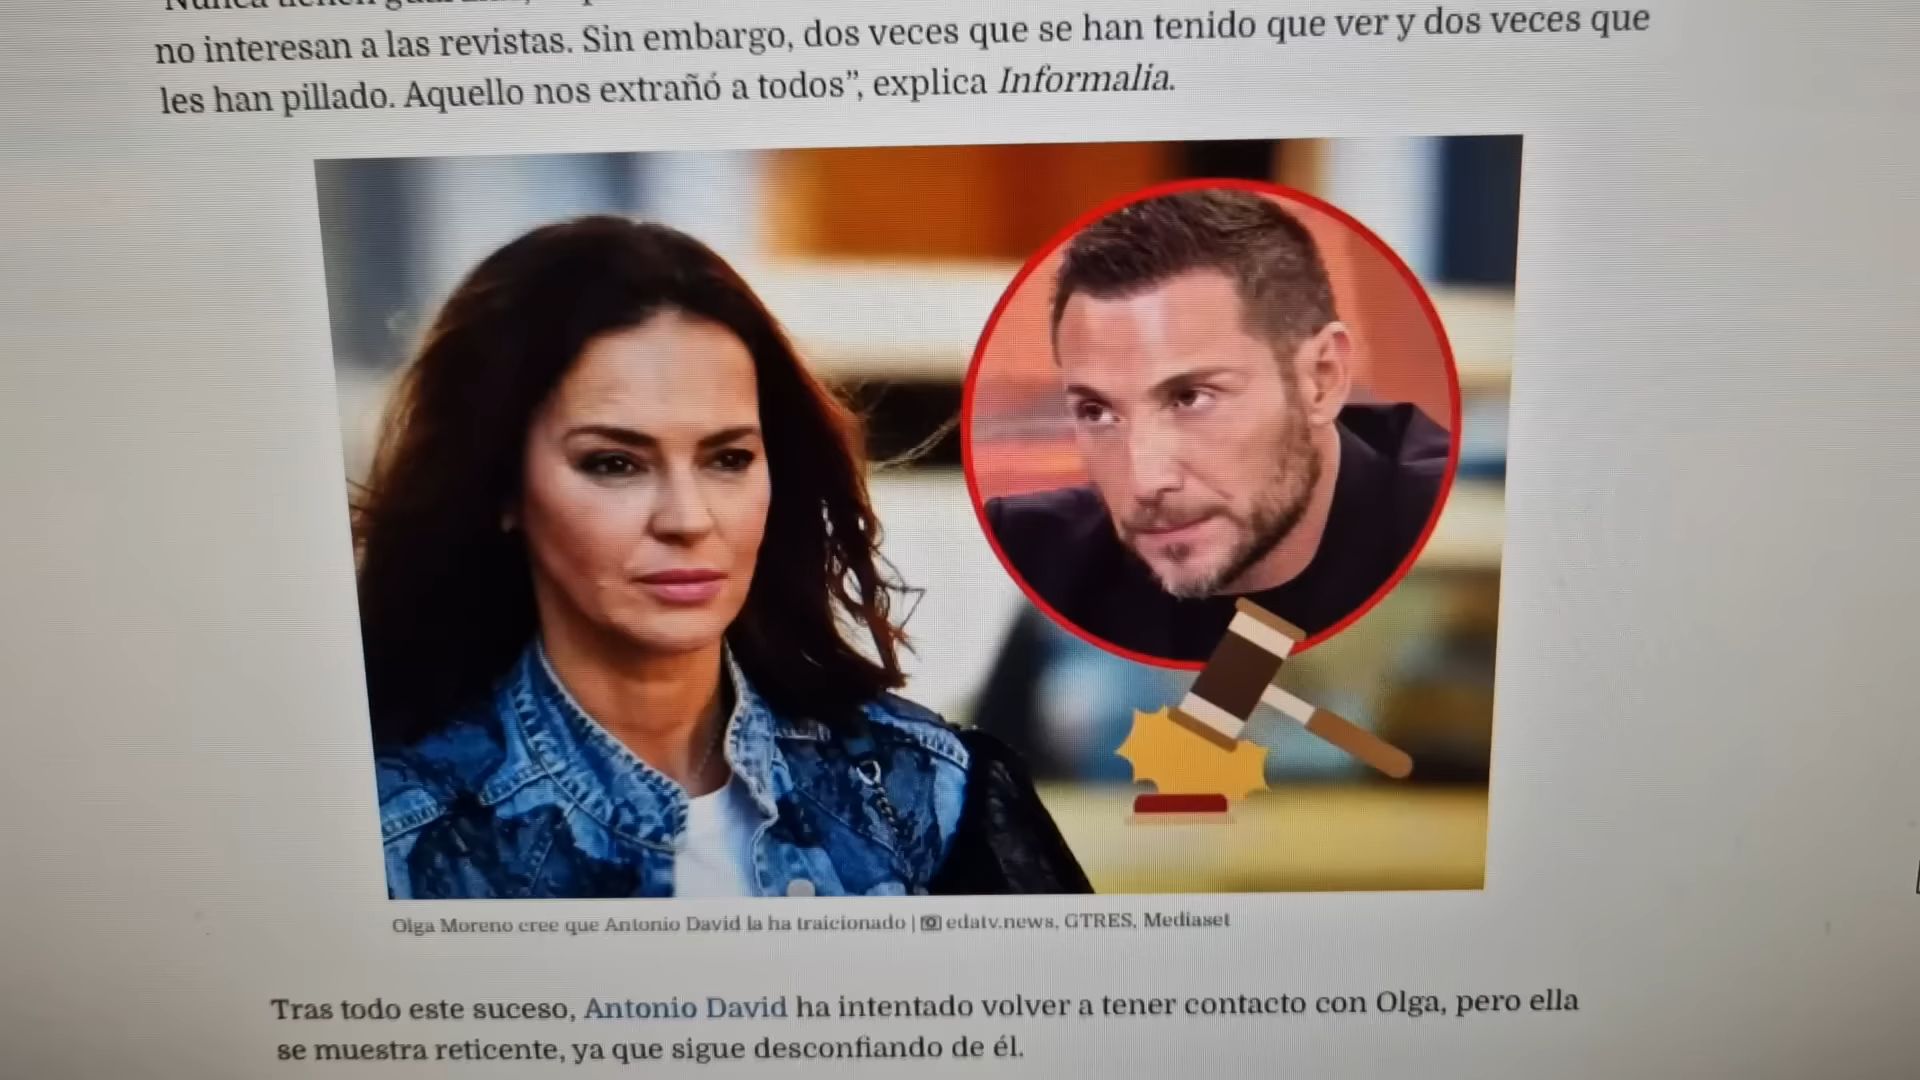 no interesan a las revistas. Sin embargo, dos veces que se han tenido que ver y dos veces que
les han pillado. Aquello nos extrañó a todos”, explica Informalia.
Olga Moreno cree que Antonio David la ha traicionado | edatv.news, GTRES, Mediaset
Tras todo este suceso, Antonio David ha intentado volver a tener contacto con Olga, pero ella
se muestra reticente, ya que sigue desconfiando de él.